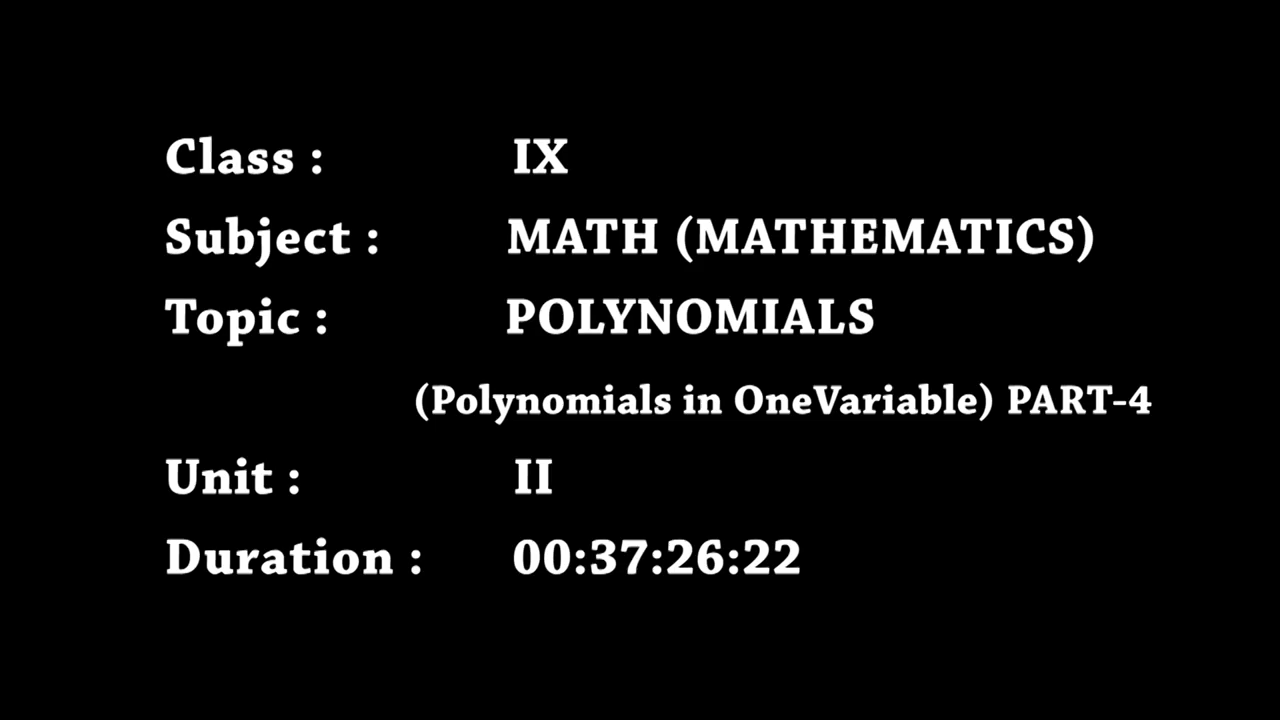 Class : IX
Subject : MATH (MATHEMATICS)
Topic : POLYNOMIALS
(Polynomials in OneVariable) PART-4
Unit : II
Duration : 00:37:26:22